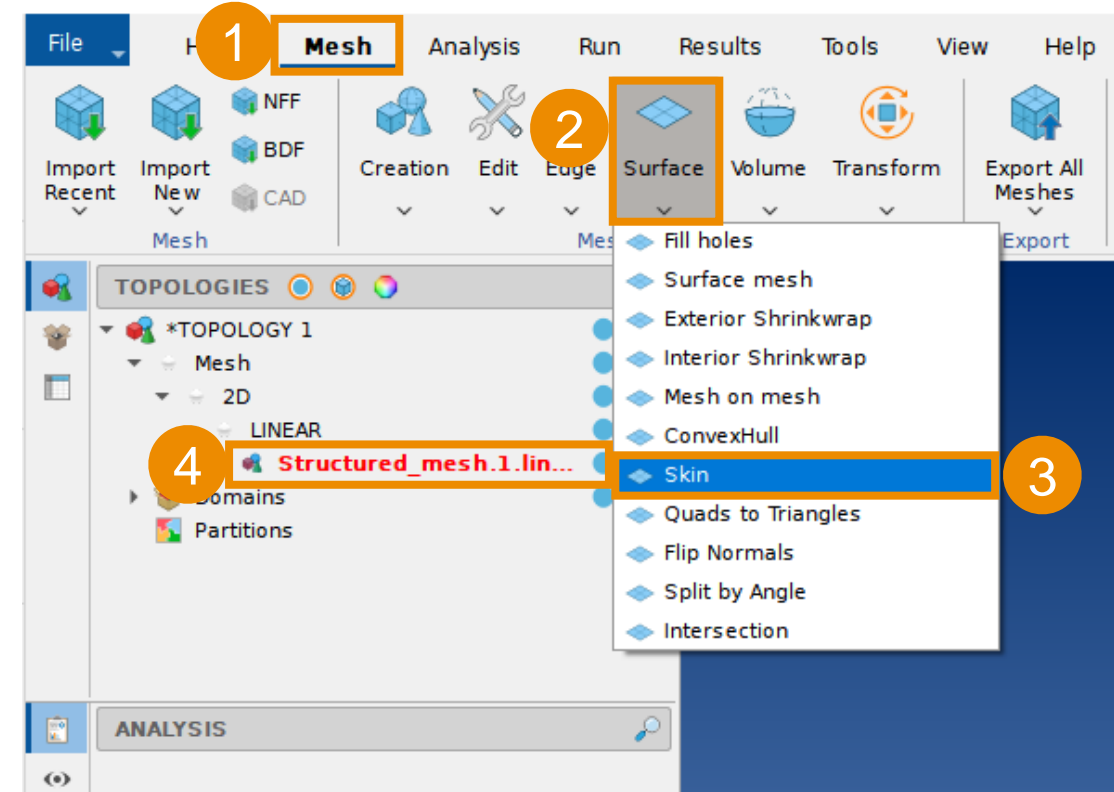 File
1
Mesh
Analysis
Run
Results
Tools
View
Help
NFF
BDF
CAD
Import Recent
Import New
Mesh
Creation
Edit
2
Edge
Surface
Volume
Transform
Export All Meshes
Export
TOPOLOGIES
*TOPOLOGY 1
Mesh
2D
LINEAR
4
Structured_mesh.1.lin...
Domains
Partitions
Fill holes
Surface mesh
Exterior Shrinkwrap
Interior Shrinkwrap
Mesh on mesh
ConvexHull
Skin
3
Quads to Triangles
Flip Normals
Split by Angle
Intersection
ANALYSIS